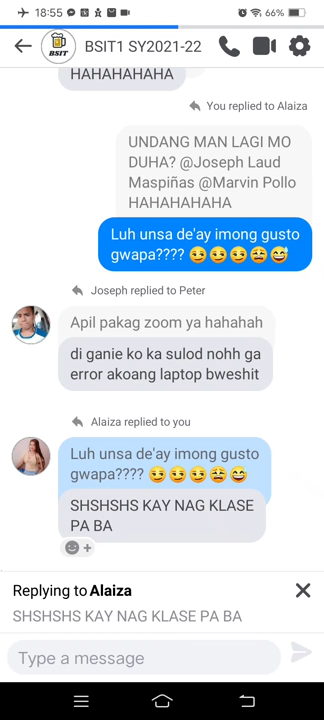 18:55
66%
BSIT
BSIT1 SY2021-22
HAHAHAHAHA
You replied to Alaiza
UNDANG MAN LAGI MO
DUHA? @Joseph Laud
Maspiñas @Marvin Pollo
HAHAHAHAHA
Luh unsa de'ay imong gusto
gwapa???? 😏😏😏😩😅
Joseph replied to Peter
Apil pakag zoom ya hahahah
di ganie ko ka sulod nohh ga
error akoang laptop bweshit
Alaiza replied to you
Luh unsa de'ay imong gusto
gwapa???? 😏😏😏😩😅
SHSHSHS KAY NAG KLASE
PA BA
Replying to Alaiza
SHSHSHS KAY NAG KLASE PA BA
Type a message